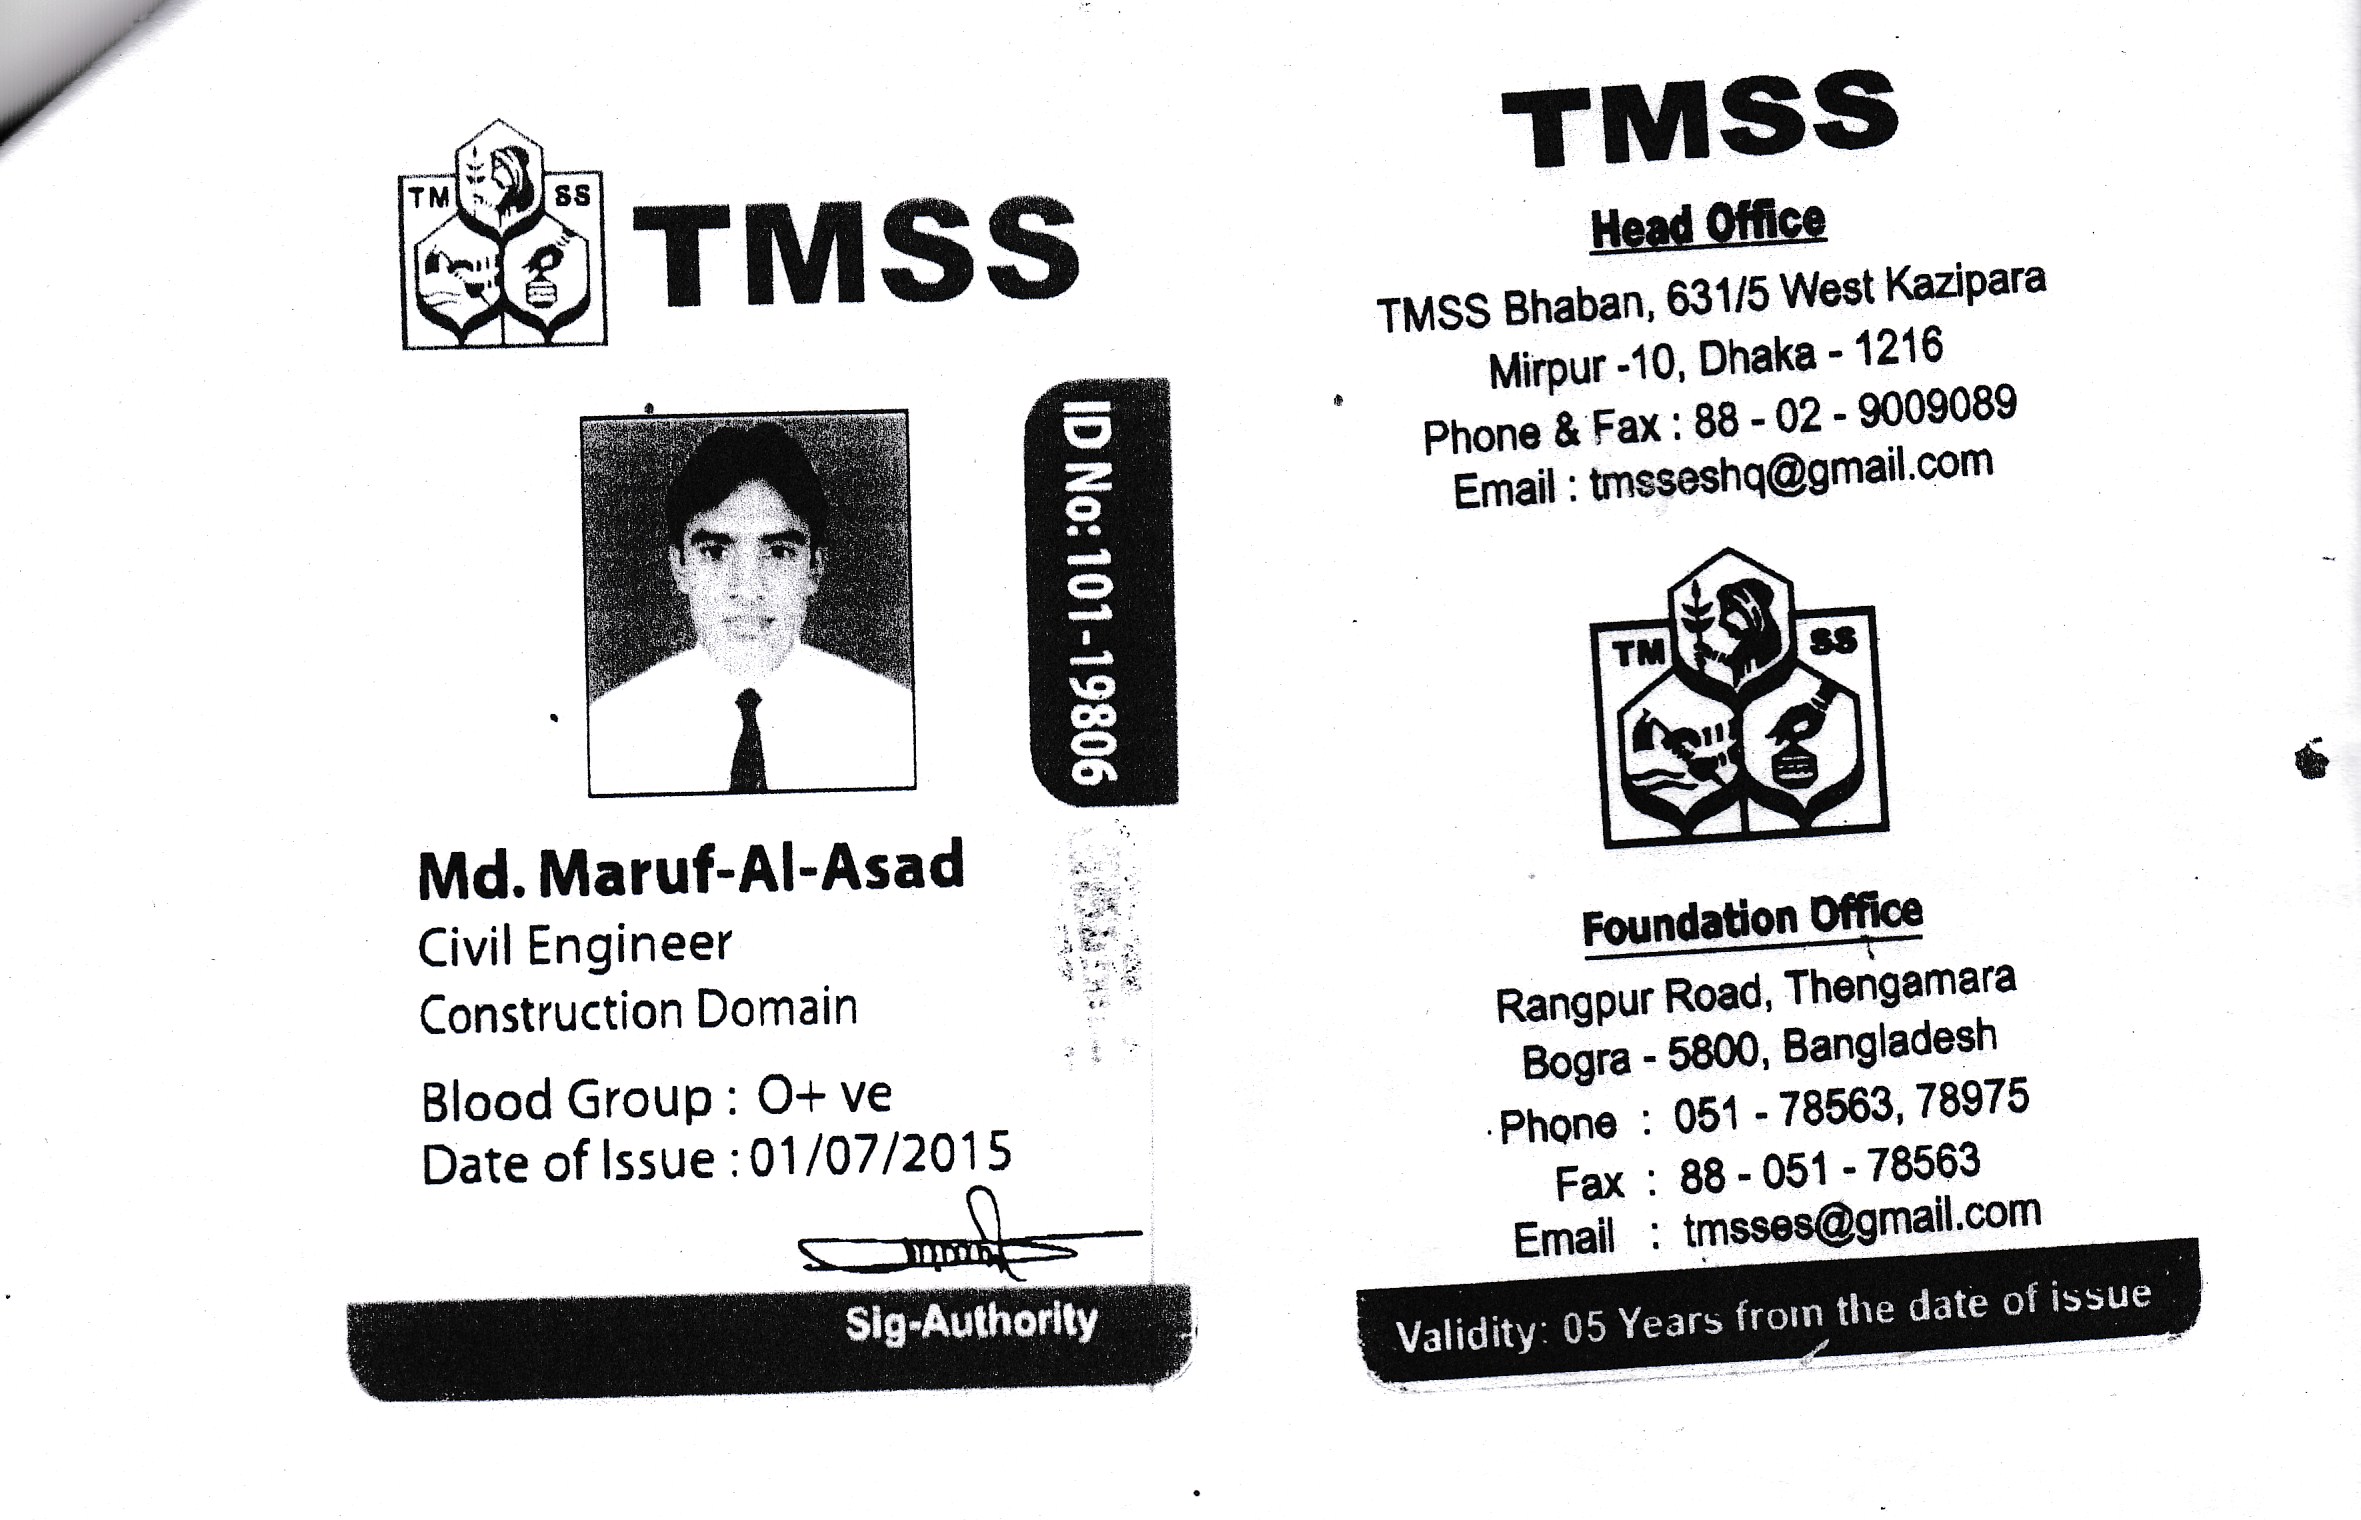 TM SS
TMSS
ID No: 101-19806
Md. Maruf-Al-Asad
Civil Engineer
Construction Domain
Blood Group : O+ ve
Date of Issue : 01/07/2015
Sig-Authority
TMSS
Head Office
TMSS Bhaban, 631/5 West Kazipara
Mirpur -10, Dhaka - 1216
Phone & Fax : 88 - 02 - 9009089
Email : tmsseshq@gmail.com
TM SS
Foundation Office
Rangpur Road, Thengamara
Bogra - 5800, Bangladesh
Phone : 051 - 78563, 78975
Fax : 88 - 051 - 78563
Email : tmsses@gmail.com
Validity: 05 Years from the date of issue